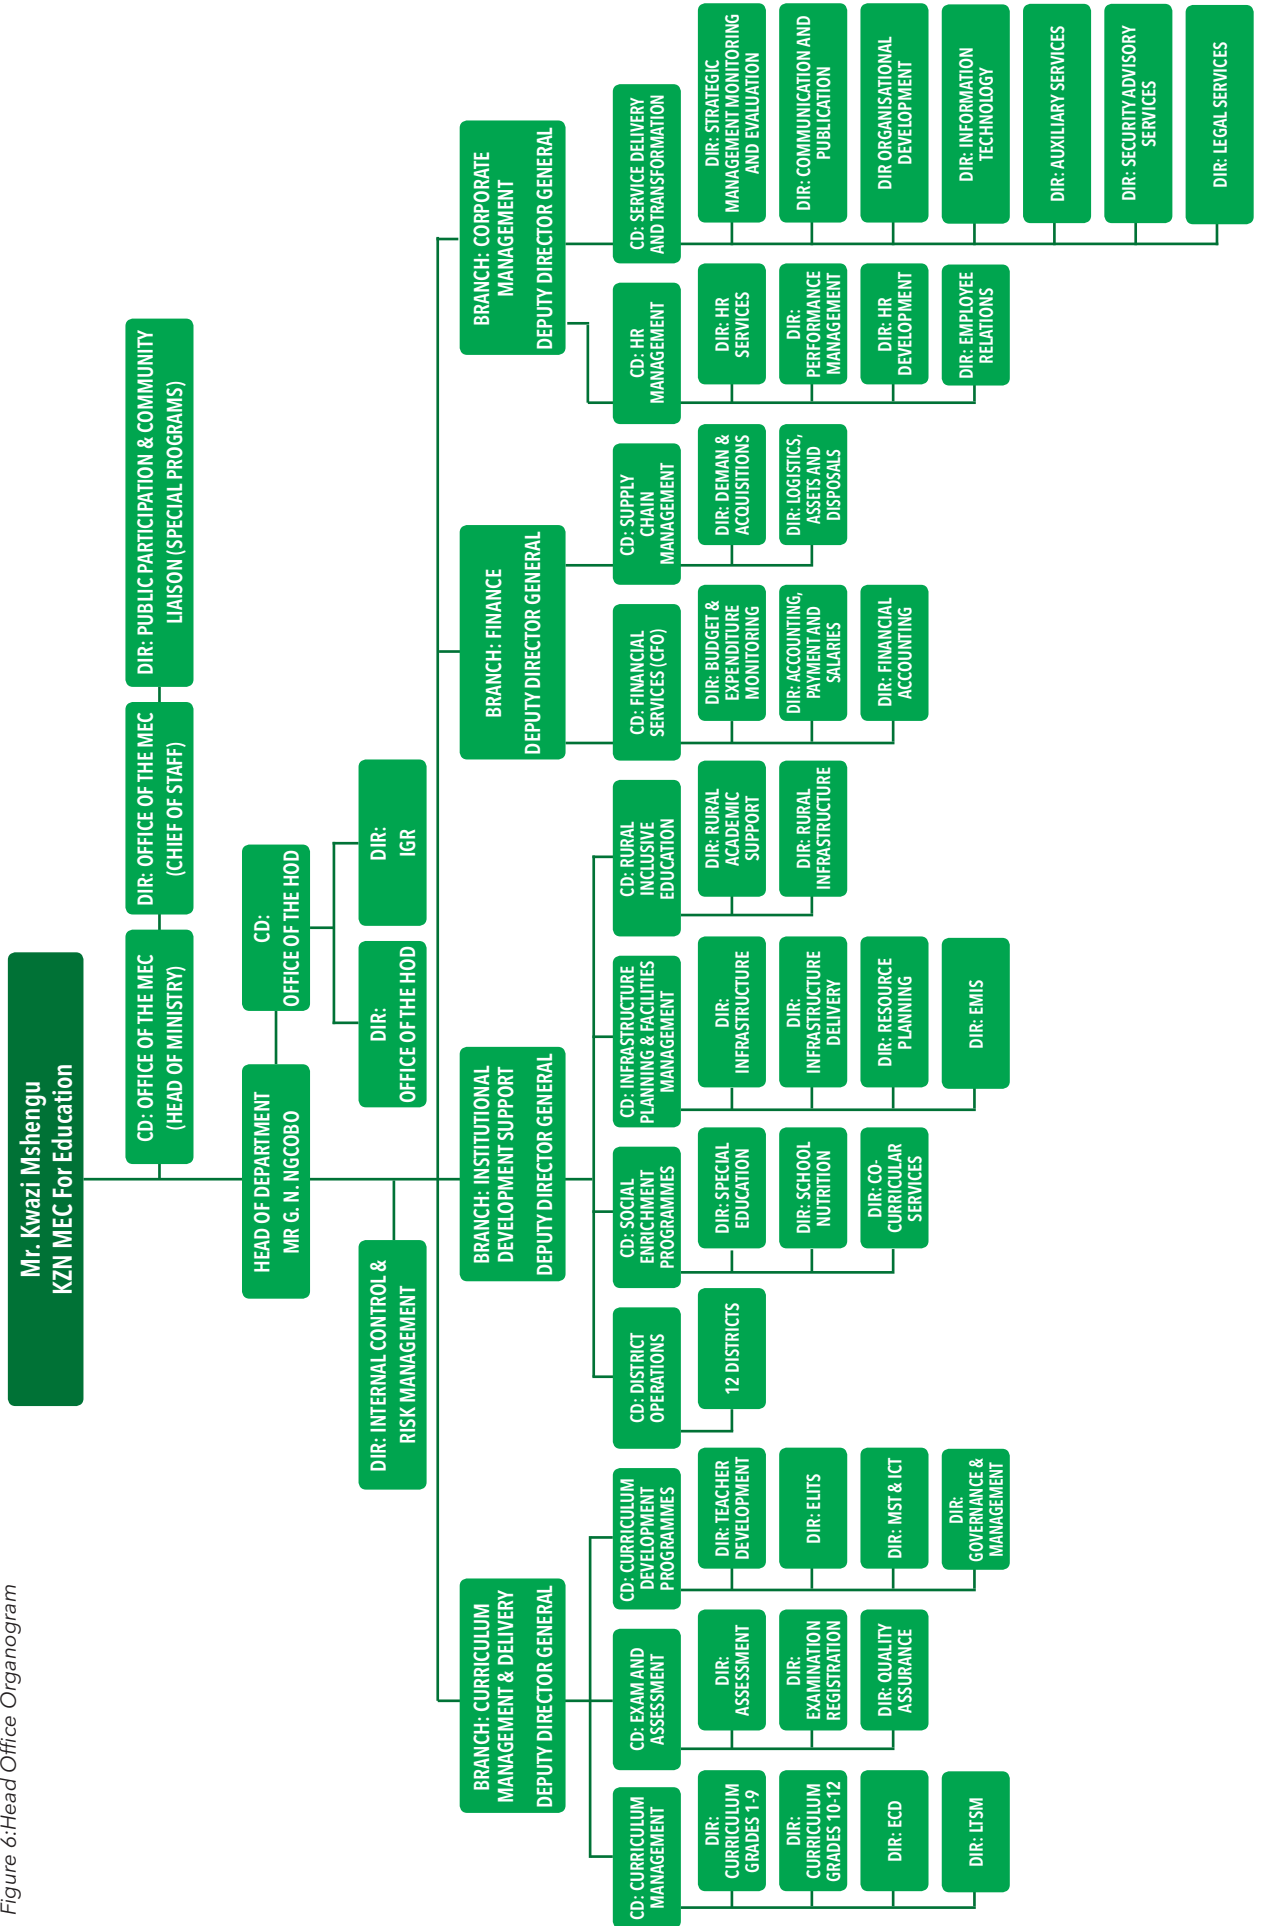 Figure 6:Head Office Organogram
Mr. Kwazi Mshengu
KZN MEC For Education
CD: OFFICE OF THE MEC
(HEAD OF MINISTRY)
DIR: OFFICE OF THE MEC
(CHIEF OF STAFF)
DIR: PUBLIC PARTICIPATION & COMMUNITY
LIAISON (SPECIAL PROGRAMS)
HEAD OF DEPARTMENT
MR G. N. NGCOBO
CD:
OFFICE OF THE HOD
DIR: INTERNAL CONTROL &
RISK MANAGEMENT
DIR:
OFFICE OF THE HOD
DIR:
IGR
BRANCH: CURRICULUM
MANAGEMENT & DELIVERY
DEPUTY DIRECTOR GENERAL
BRANCH: INSTITUTIONAL
DEVELOPMENT SUPPORT
DEPUTY DIRECTOR GENERAL
BRANCH: FINANCE
DEPUTY DIRECTOR GENERAL
BRANCH: CORPORATE
MANAGEMENT
DEPUTY DIRECTOR GENERAL
CD: CURRICULUM
MANAGEMENT
DIR:
CURRICULUM
GRADES 1-9
DIR:
CURRICULUM
GRADES 10-12
DIR: ECD
DIR: LTSM
CD: EXAM AND
ASSESSMENT
DIR:
ASSESSMENT
DIR:
EXAMINATION
REGISTRATION
DIR: QUALITY
ASSURANCE
CD: CURRICULUM
DEVELOPMENT
PROGRAMMES
DIR: TEACHER
DEVELOPMENT
DIR: ELITS
DIR: MST & ICT
DIR:
GOVERNANCE &
MANAGEMENT
CD: DISTRICT
OPERATIONS
12 DISTRICTS
CD: SOCIAL
ENRICHMENT
PROGRAMMES
DIR: SPECIAL
EDUCATION
DIR: SCHOOL
NUTRITION
DIR: CO-
CURRICULAR
SERVICES
CD: INFRASTRUCTURE
PLANNING & FACILITIES
MANAGEMENT
DIR:
INFRASTRUCTURE
DIR:
INFRASTRUCTURE
DELIVERY
DIR: RESOURCE
PLANNING
DIR: EMIS
CD: RURAL
INCLUSIVE
EDUCATION
DIR: RURAL
ACADEMIC
SUPPORT
DIR: RURAL
INFRASTRUCTURE
CD: FINANCIAL
SERVICES (CFO)
DIR: BUDGET &
EXPENDITURE
MONITORING
DIR: ACCOUNTING,
PAYMENT AND
SALARIES
DIR: FINANCIAL
ACCOUNTING
CD: SUPPLY
CHAIN
MANAGEMENT
DIR: DEMAN &
ACQUISITIONS
DIR: LOGISTICS,
ASSETS AND
DISPOSALS
CD: HR
MANAGEMENT
DIR: HR
SERVICES
DIR:
PERFORMANCE
MANAGEMENT
DIR: HR
DEVELOPMENT
DIR: EMPLOYEE
RELATIONS
CD: SERVICE DELIVERY
AND TRANSFORMATION
DIR: STRATEGIC
MANAGEMENT MONITORING
AND EVALUATION
DIR: COMMUNICATION AND
PUBLICATION
DIR ORGANISATIONAL
DEVELOPMENT
DIR: INFORMATION
TECHNOLOGY
DIR: AUXILIARY SERVICES
DIR: SECURITY ADVISORY
SERVICES
DIR: LEGAL SERVICES